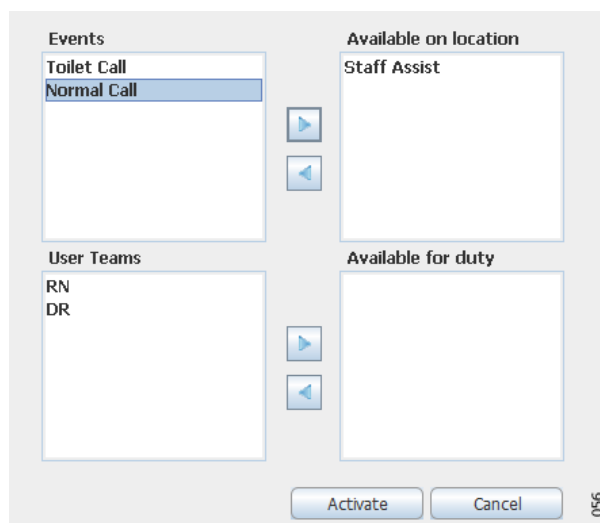 Events
Available on location
Toilet Call
Normal Call
Staff Assist
User Teams
Available for duty
RN
DR
Activate
Cancel
056